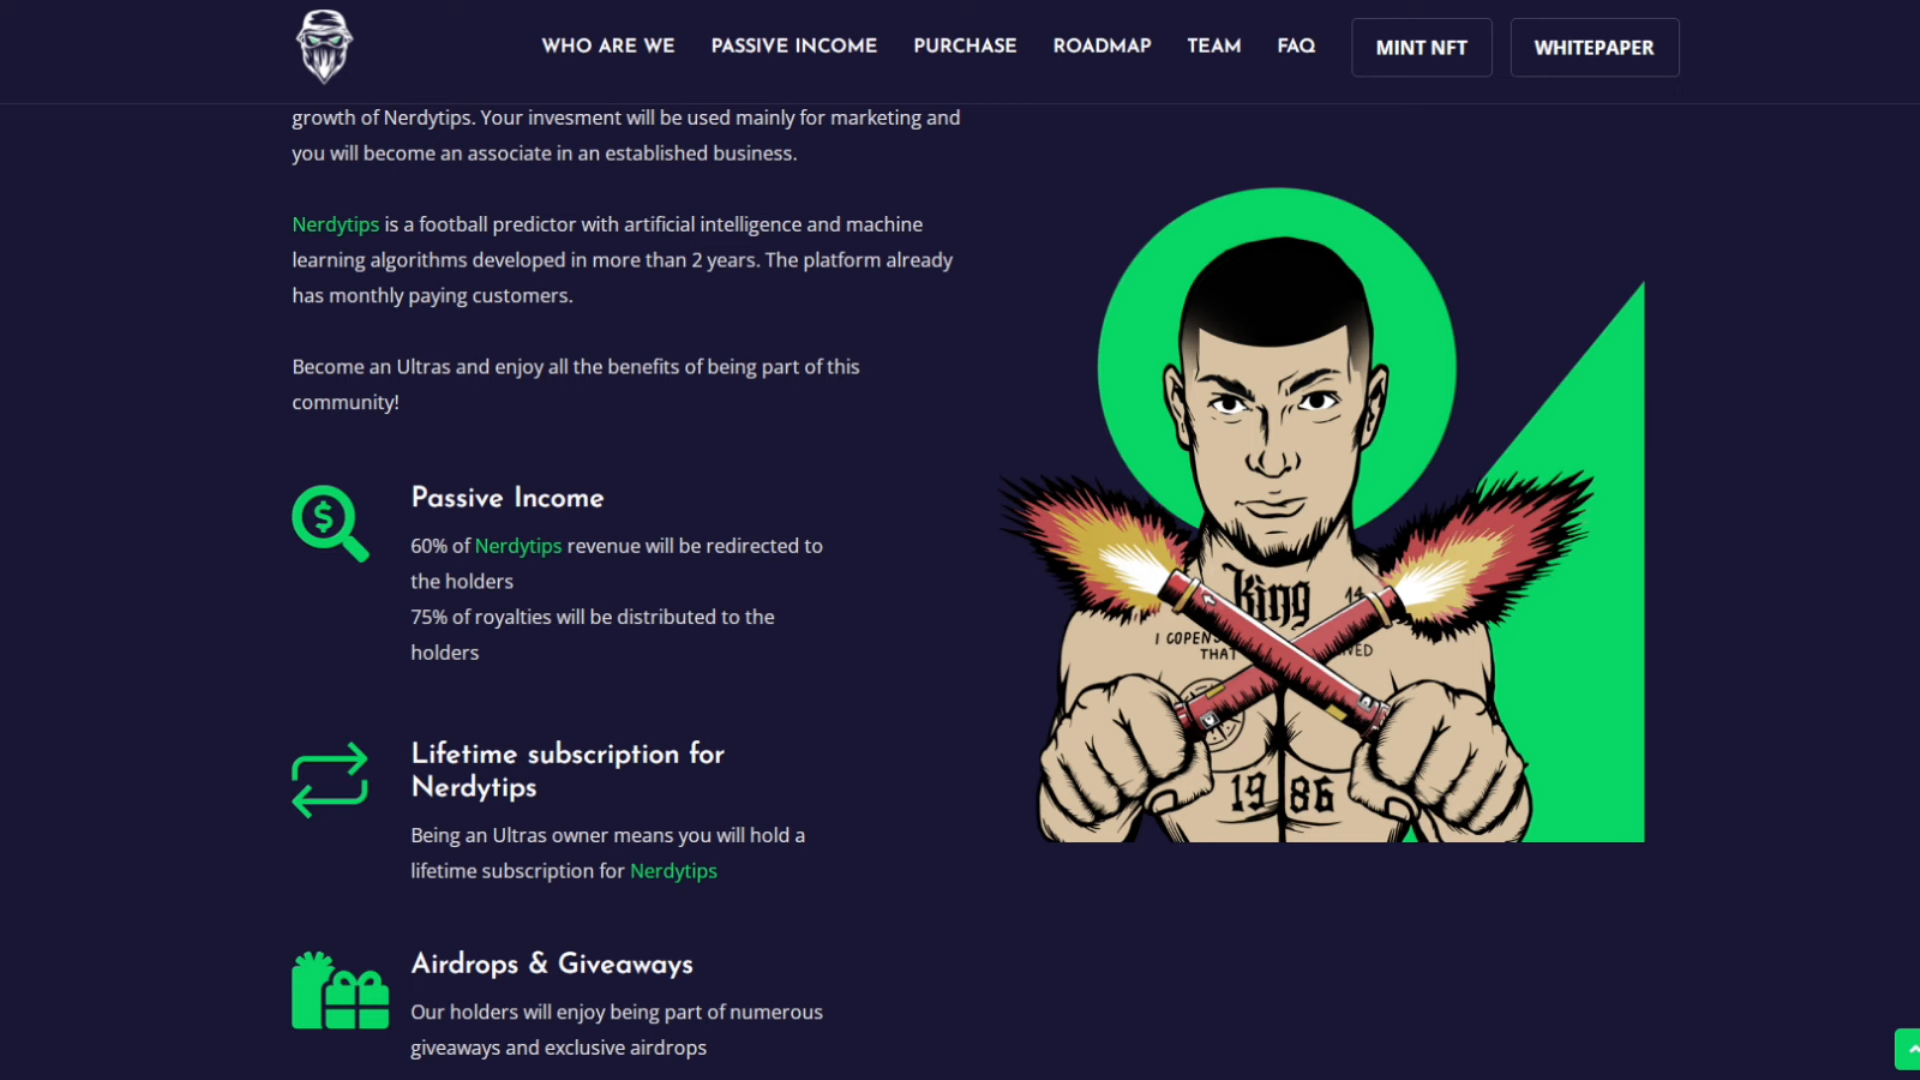 WHO ARE WE
PASSIVE INCOME
PURCHASE
ROADMAP
TEAM
FAQ
MINT NFT
WHITEPAPER
growth of Nerdytips. Your invesment will be used mainly for marketing and
you will become an associate in an established business.
Nerdytips is a football predictor with artificial intelligence and machine
learning algorithms developed in more than 2 years. The platform already
has monthly paying customers.
Become an Ultras and enjoy all the benefits of being part of this
community!
Passive Income
60% of Nerdytips revenue will be redirected to
the holders
75% of royalties will be distributed to the
holders
Lifetime subscription for
Nerdytips
Being an Ultras owner means you will hold a
lifetime subscription for Nerdytips
Airdrops & Giveaways
Our holders will enjoy being part of numerous
giveaways and exclusive airdrops
king
14
I
THAT
1986